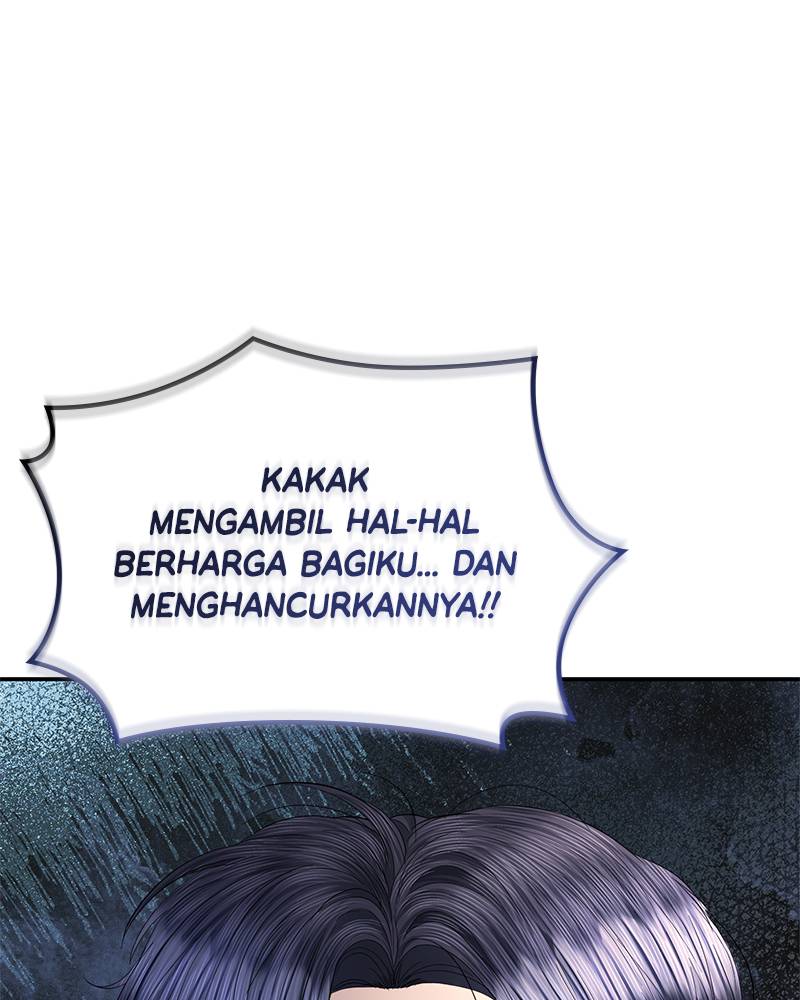 KAKAK
MENGAMBIL HAL-HAL
BERHARGA BAGIKU... DAN
MENGHANCURKANNYA!!